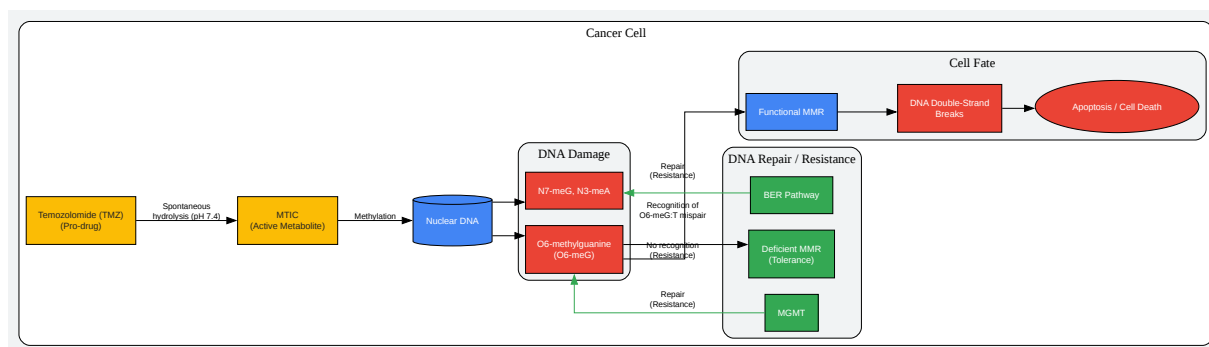 Cancer Cell
Cell Fate
Functional MMR
DNA Double-Strand
Breaks
Apoptosis / Cell Death
DNA Damage
DNA Repair / Resistance
Temozolomide (TMZ)
(Pro-drug)
Spontaneous
hydrolysis (pH 7.4)
MTIC
(Active Metabolite)
Methylation
Nuclear DNA
N7-meG, N3-meA
Repair
(Resistance)
BER Pathway
Recognition of
O6-meG:T mispair
O6-methylguanine
(O6-meG)
No recognition
(Resistance)
Deficient MMR
(Tolerance)
Repair
(Resistance)
MGMT